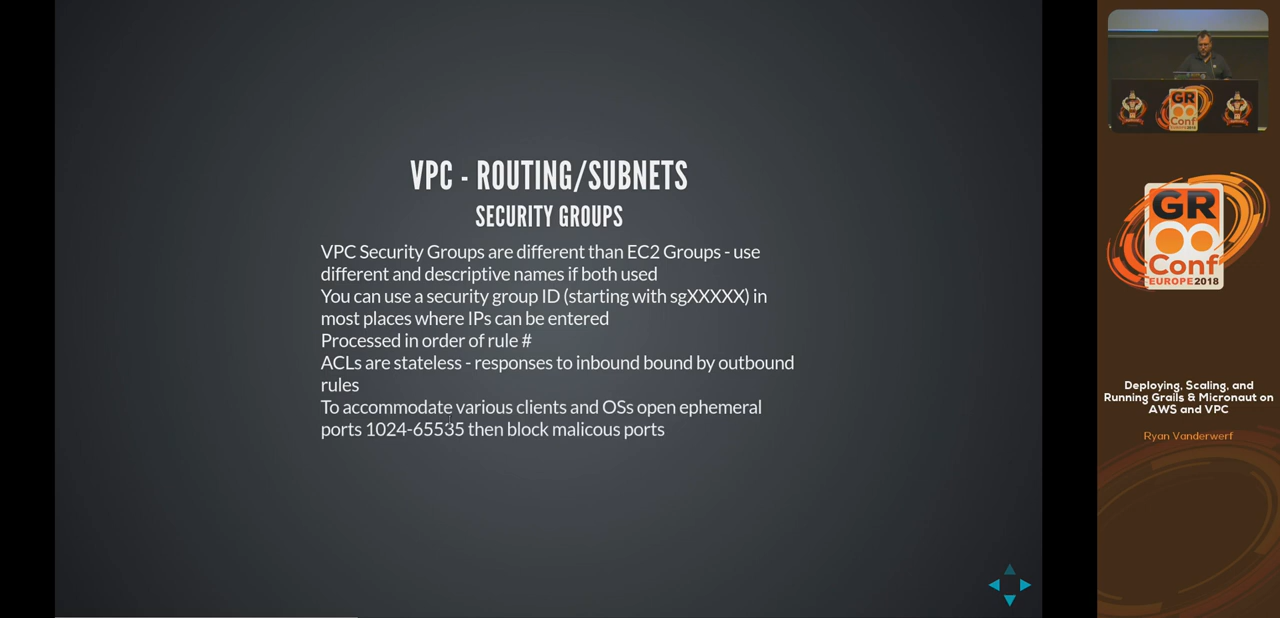 VPC - ROUTING/SUBNETS
SECURITY GROUPS
VPC Security Groups are different than EC2 Groups - use
different and descriptive names if both used
You can use a security group ID (starting with sgXXXXX) in
most places where IPs can be entered
Processed in order of rule #
ACLs are stateless - responses to inbound bound by outbound
rules
To accommodate various clients and OSs open ephemeral
ports 1024-65535 then block malicous ports
GR
Conf
GR
Conf
EUROPE2018
Deploying, Scaling, and
Running Grails & Micronaut on
AWS and VPC
Ryan Vanderwerf